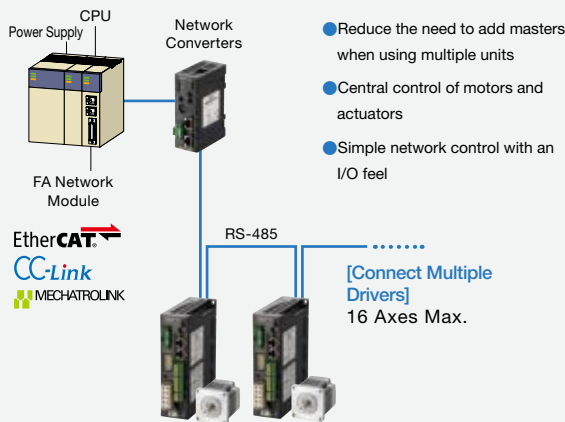 CPU
Power Supply
Network
Converters
FA Network
Module
EtherCAT®
CC-Link
MECHATROLINK
RS-485
●Reduce the need to add masters
when using multiple units
●Central control of motors and
actuators
●Simple network control with an
I/O feel
[Connect Multiple
Drivers]
16 Axes Max.